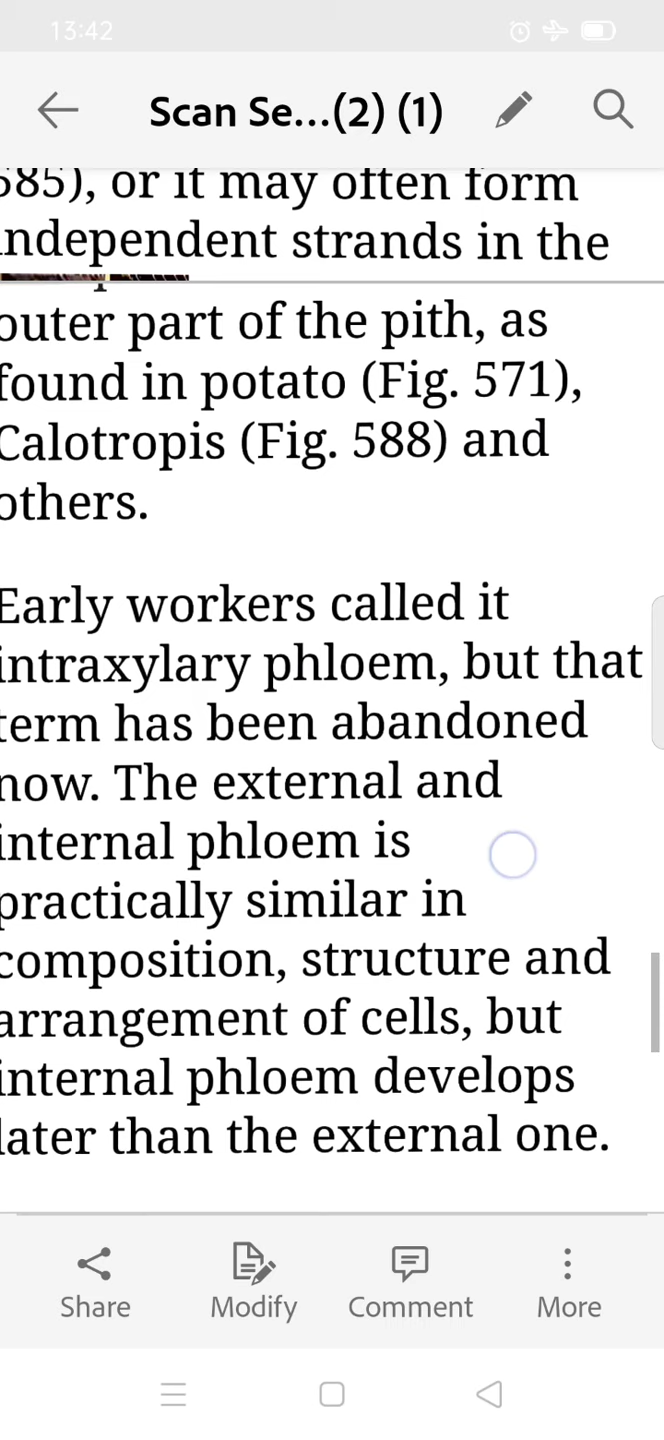 13:42
Scan Se...(2) (1)
585), or it may often form
independent strands in the
outer part of the pith, as
found in potato (Fig. 571),
Calotropis (Fig. 588) and
others.
Early workers called it
intraxylary phloem, but that
term has been abandoned
now. The external and
internal phloem is
practically similar in
composition, structure and
arrangement of cells, but
internal phloem develops
later than the external one.
Share Modify Comment More